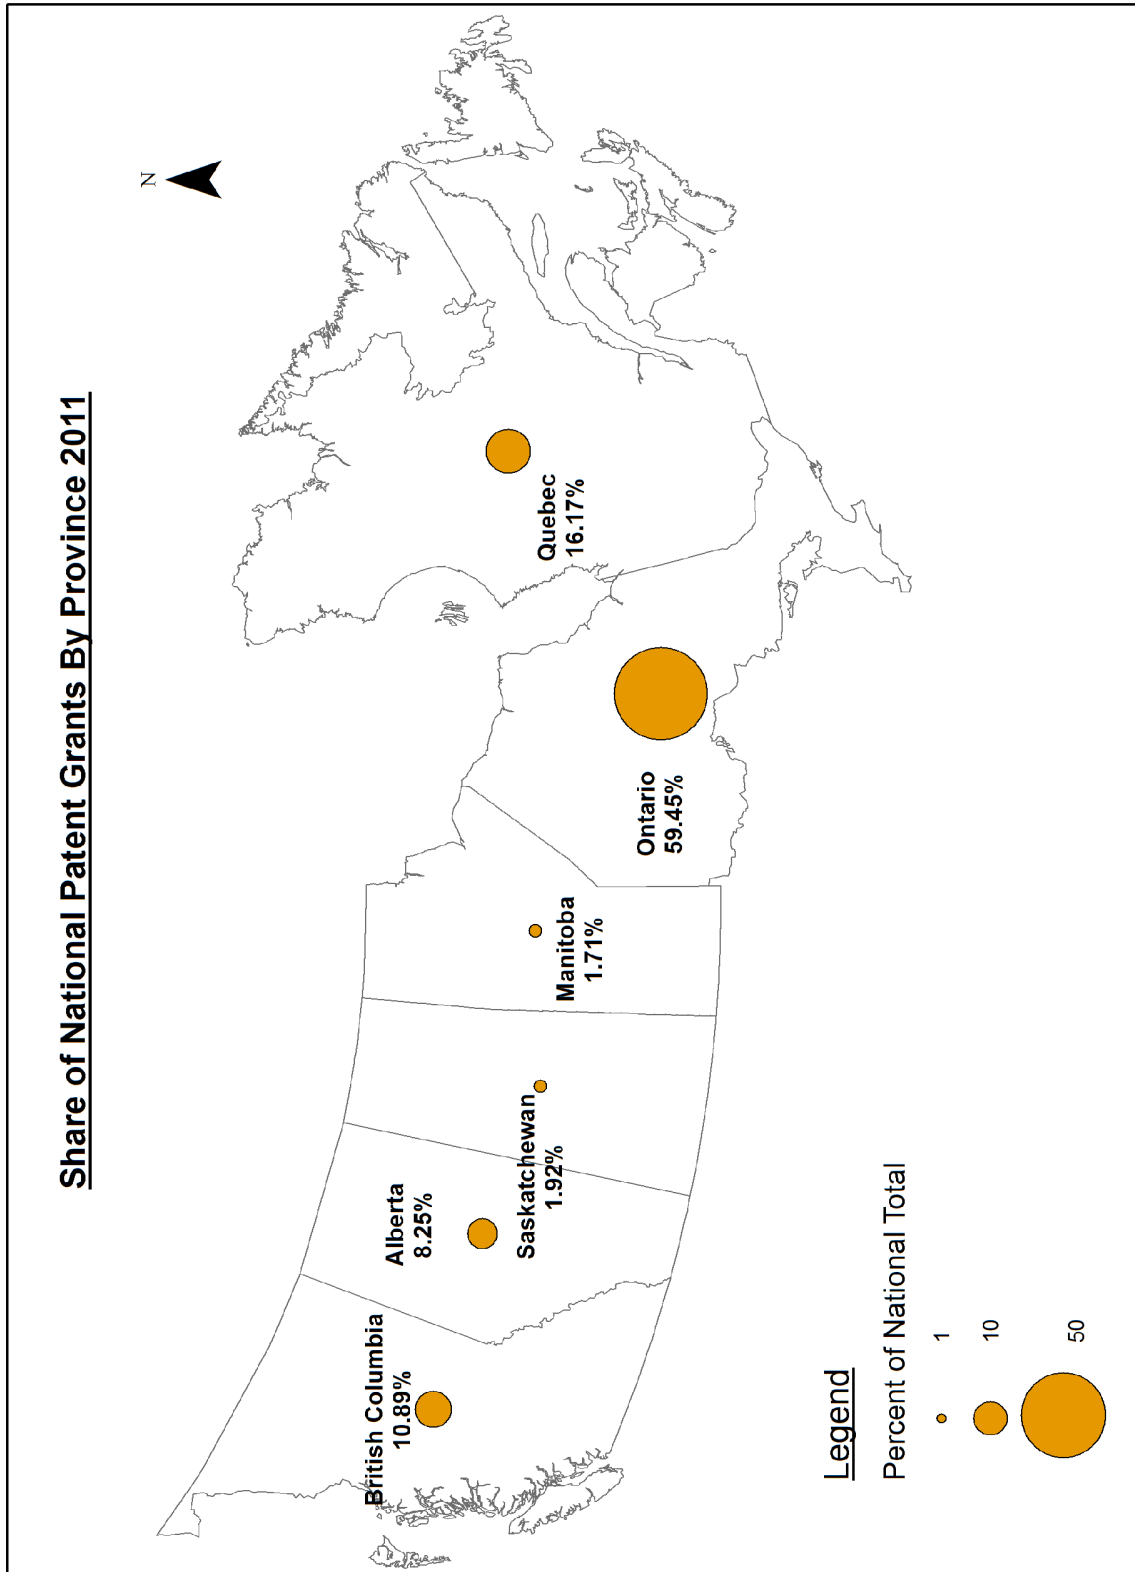 Share of National Patent Grants By Province 2011
N
British Columbia
10.89%
Alberta
8.25%
Saskatchewan
1.92%
Manitoba
1.71%
Ontario
59.45%
Quebec
16.17%
Legend
Percent of National Total
1
10
50